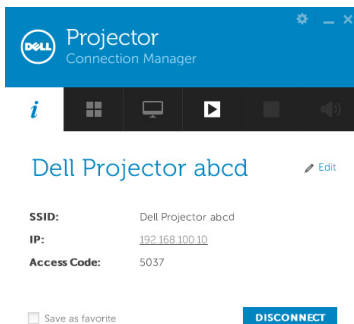 DELL
Projector
Connection Manager
i
Dell Projector abcd
Edit
SSID: Dell Projector abcd
IP: 192.168.100.10
Access Code: 5037
Save as favorite
DISCONNECT